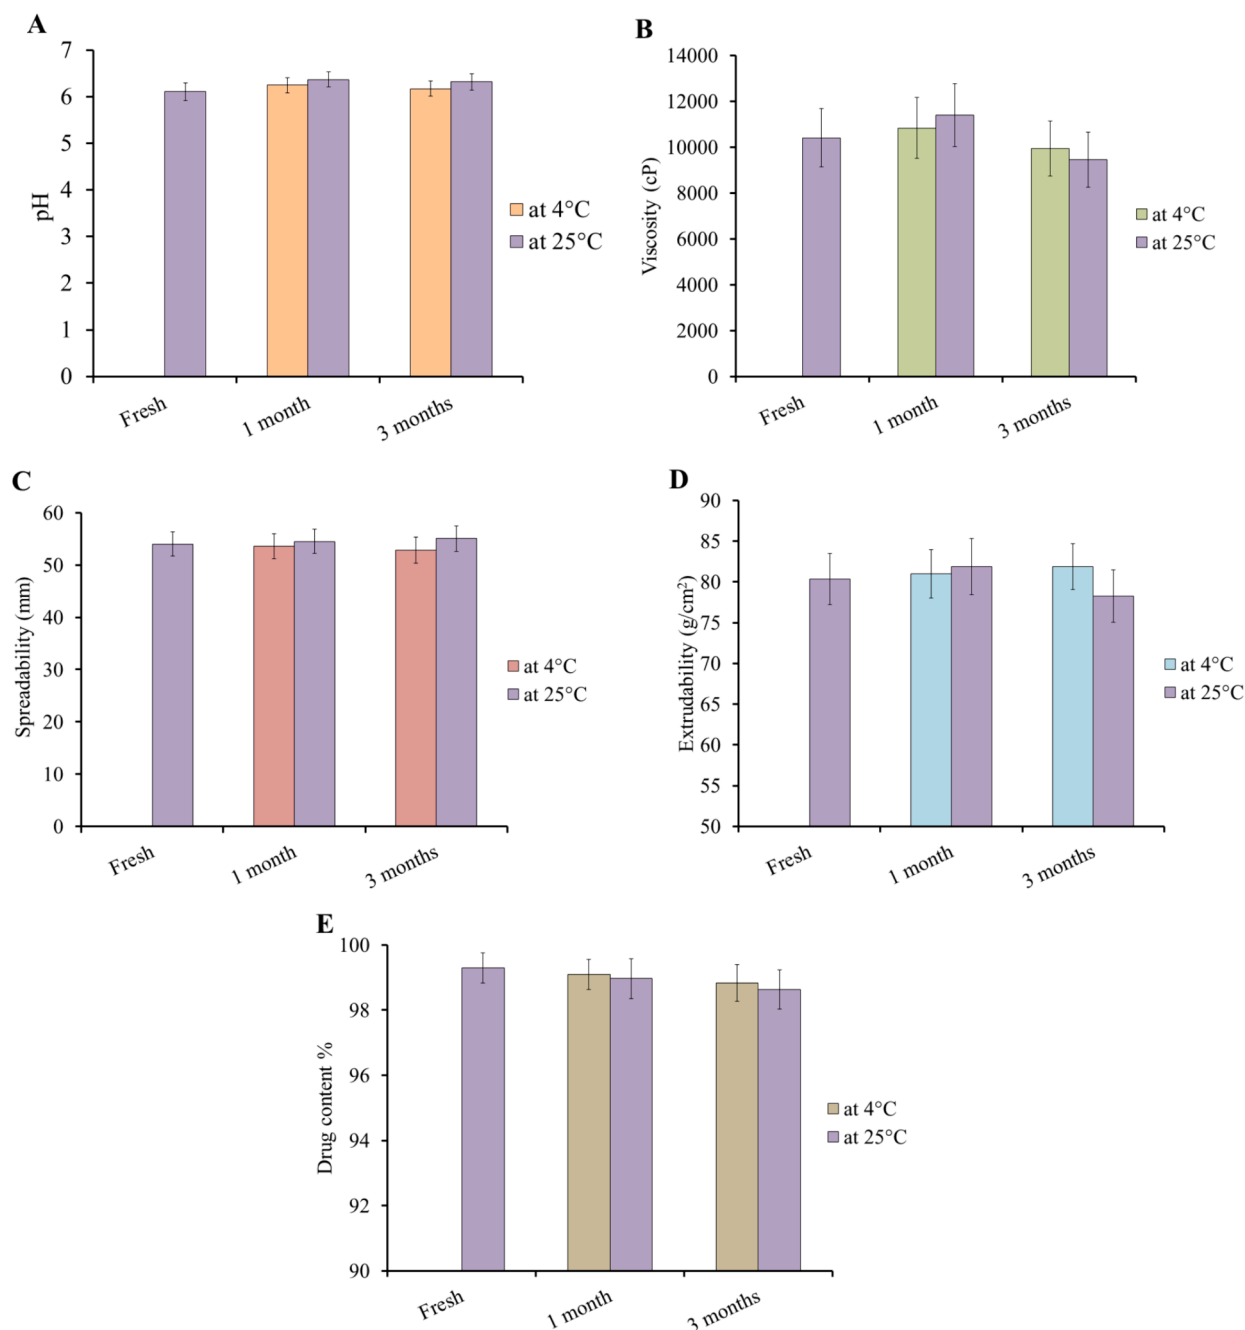 A
7
6
5
4
3
2
1
0
pH
Fresh
1 month
3 months
at 4°C
at 25°C
B
14000
12000
10000
8000
6000
4000
2000
0
Viscosity (cP)
Fresh
1 month
3 months
at 4°C
at 25°C
C
60
50
40
30
20
10
0
Spreadability (mm)
Fresh
1 month
3 months
at 4°C
at 25°C
D
90
85
80
75
70
65
60
55
50
Extrudability (g/cm²)
Fresh
1 month
3 months
at 4°C
at 25°C
E
100
98
96
94
92
90
Drug content %
Fresh
1 month
3 months
at 4°C
at 25°C